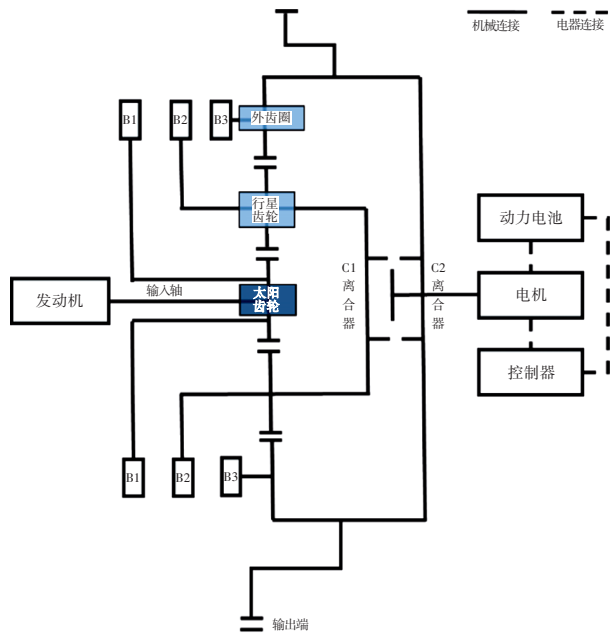 机械连接 电器连接
B1 B2 B3 外齿圈
行星
齿轮
动力电池
C1
离
合
器
C2
离
合
器
发动机
输入轴
太阳
齿轮
电机
控制器
B1 B2 B3
输出端